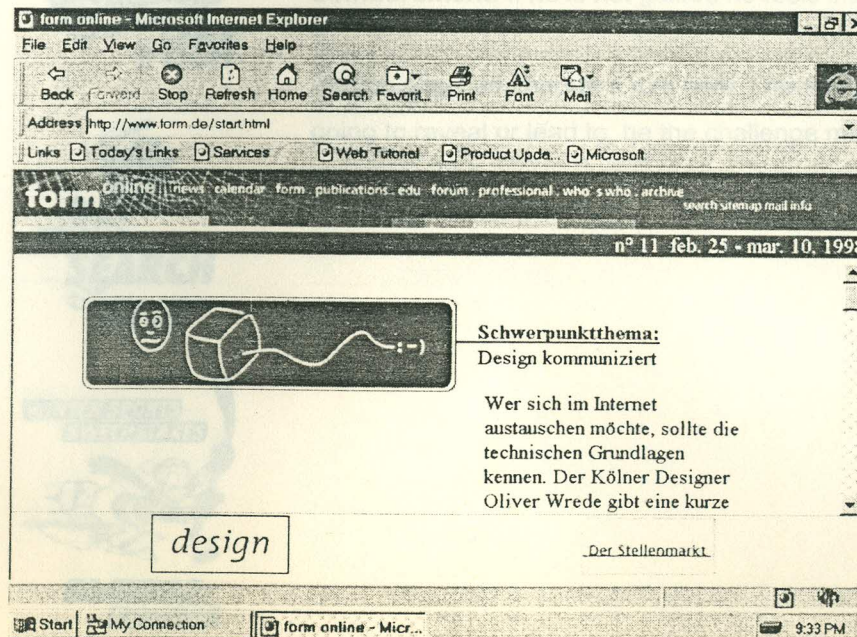 form online - Microsoft Internet Explorer
File Edit View Go Favorites Help
Back Forward Stop Refresh Home Search Favorit... Print Font Mail
Address http://www.form.de/start.html
Links Today's Links Services Web Tutorial Product Upda... Microsoft
form online news . calendar . form . publications . edu . forum . professional . who's who . archive
search sitemap mail info
n° 11 feb. 25 - mar. 10, 1998
:-)
Schwerpunktthema:
Design kommuniziert
Wer sich im Internet
austauschen möchte, sollte die
technischen Grundlagen
kennen. Der Kölner Designer
Oliver Wrede gibt eine kurze
design
Der Stellenmarkt
Start My Connection form online - Micr... 9:33 PM